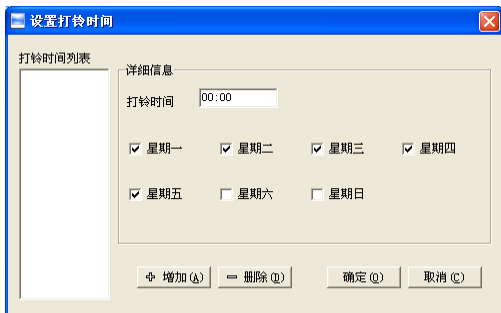 设置打铃时间
打铃时间列表
详细信息
打铃时间 00:00
星期一 星期二 星期三 星期四
星期五 星期六 星期日
增加(A) 删除(D) 确定(O) 取消(C)